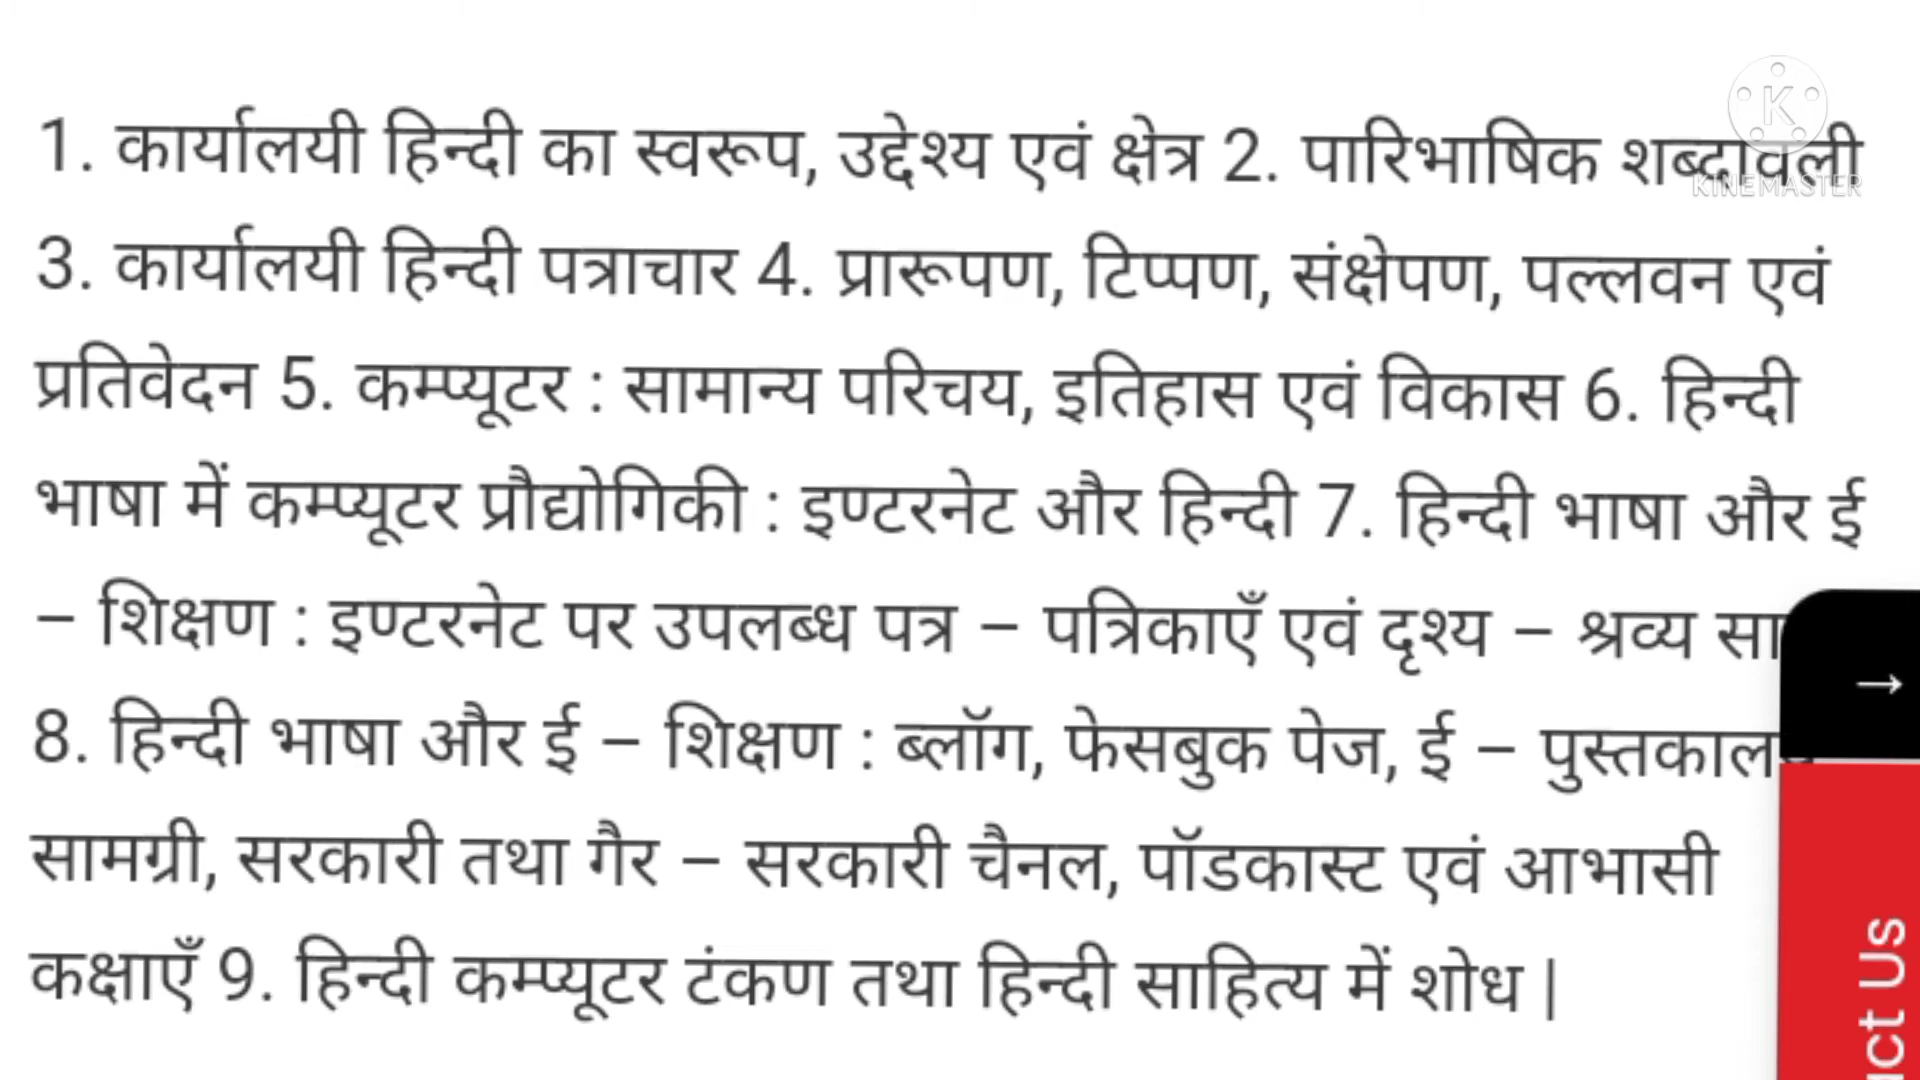 1. कार्यालयी हिन्दी का स्वरूप, उद्देश्य एवं क्षेत्र 2. पारिभाषिक शब्दावली
3. कार्यालयी हिन्दी पत्राचार 4. प्रारूपण, टिप्पण, संक्षेपण, पल्लवन एवं
प्रतिवेदन 5. कम्प्यूटर : सामान्य परिचय, इतिहास एवं विकास 6. हिन्दी
भाषा में कम्प्यूटर प्रौद्योगिकी : इण्टरनेट और हिन्दी 7. हिन्दी भाषा और ई
– शिक्षण : इण्टरनेट पर उपलब्ध पत्र – पत्रिकाएँ एवं दृश्य – श्रव्य
8. हिन्दी भाषा और ई – शिक्षण : ब्लॉग, फेसबुक पेज, ई –
सामग्री, सरकारी तथा गैर – सरकारी चैनल, पॉडकास्ट एवं आभासी
कक्षाएँ 9. हिन्दी कम्प्यूटर टंकण तथा हिन्दी साहित्य में शोध |
K
KINEMASTER
→
Us